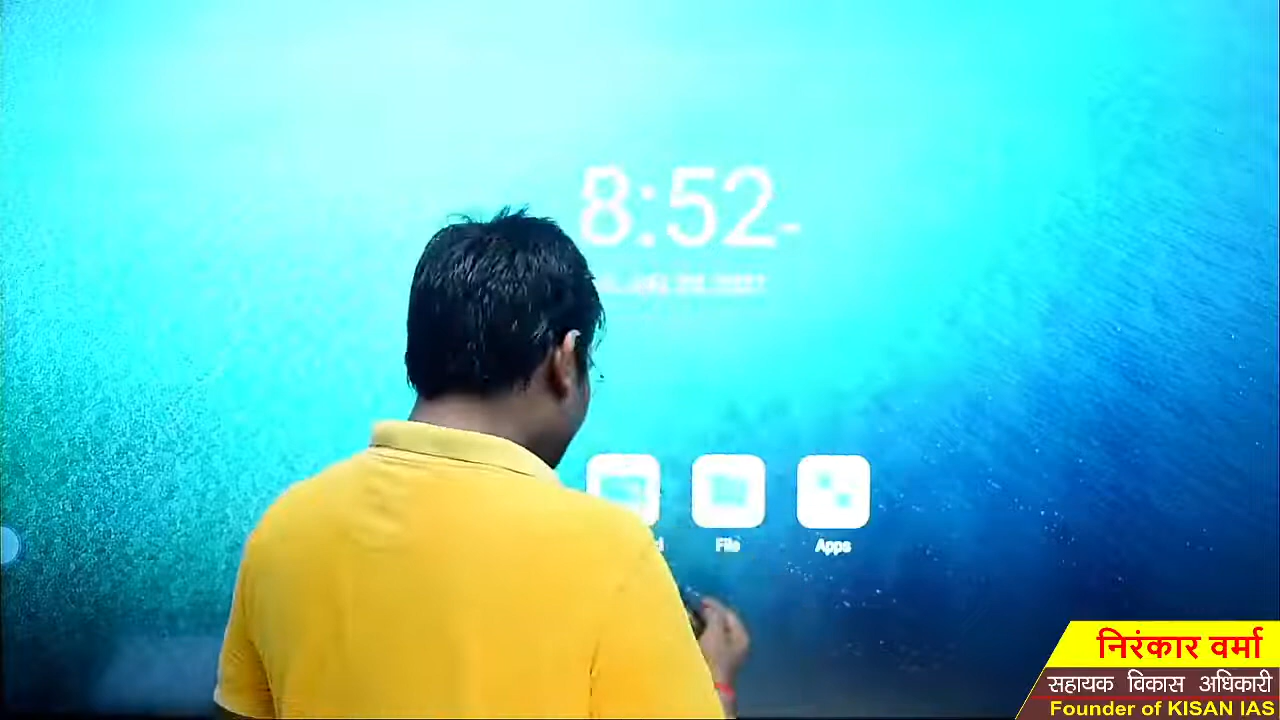 8:52
File
Apps
निरंकार वर्मा
सहायक विकास अधिकारी
Founder of KISAN IAS